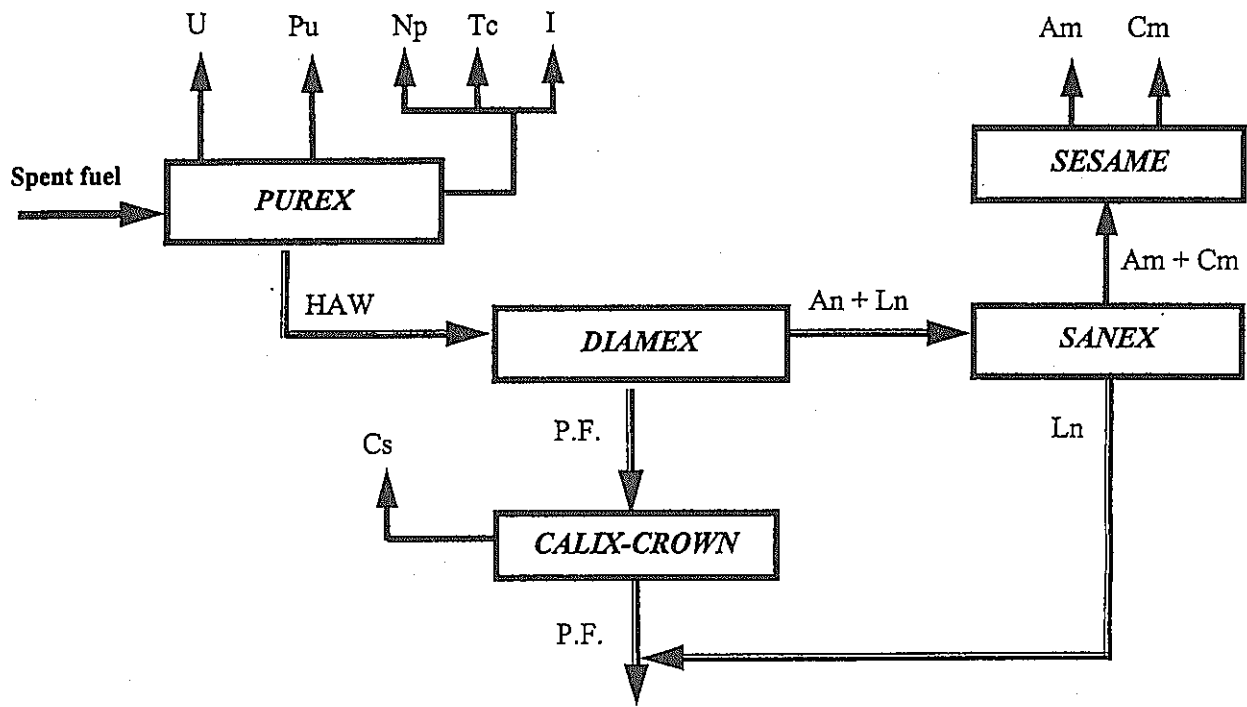 U
Pu
Np
Tc
I
Am
Cm
Spent fuel
PUREX
SESAME
HAW
An + Ln
Am + Cm
DIAMEX
SANEX
P.F.
Ln
Cs
CALIX-CROWN
P.F.